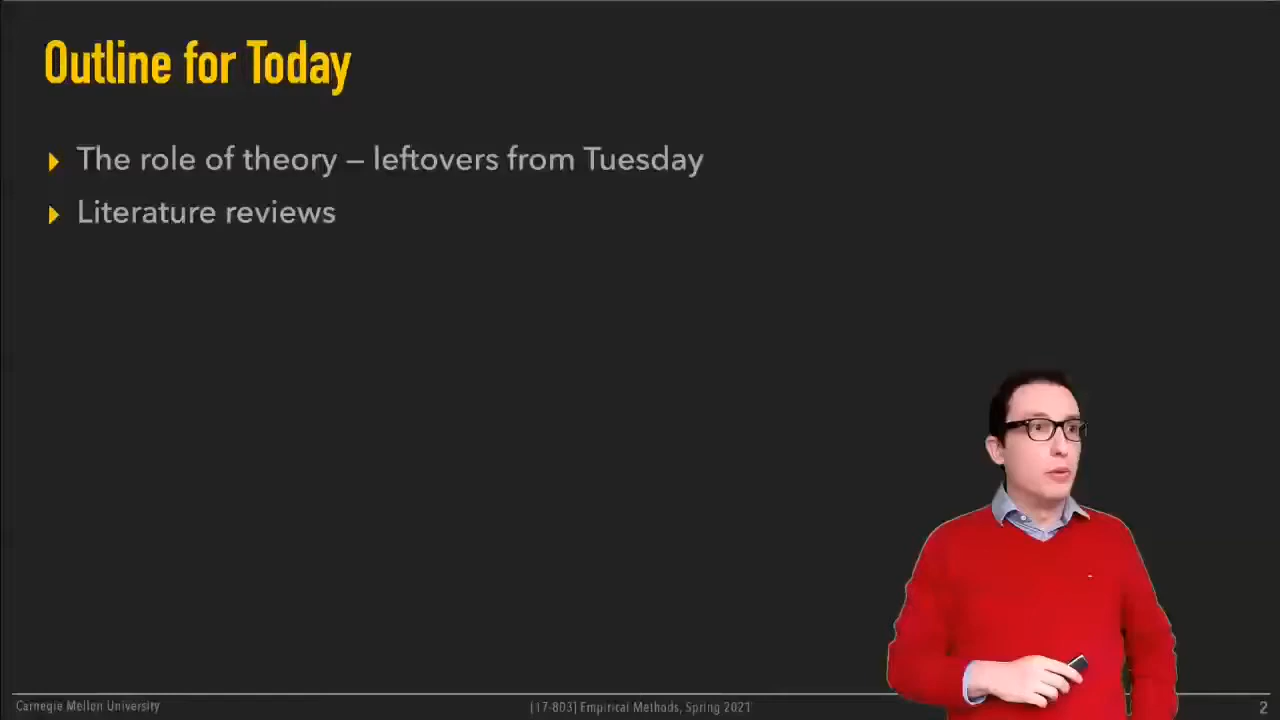 Outline for Today
The role of theory – leftovers from Tuesday
Literature reviews
Carnegie Mellon University
[17-803] Empirical Methods, Spring 2021
2